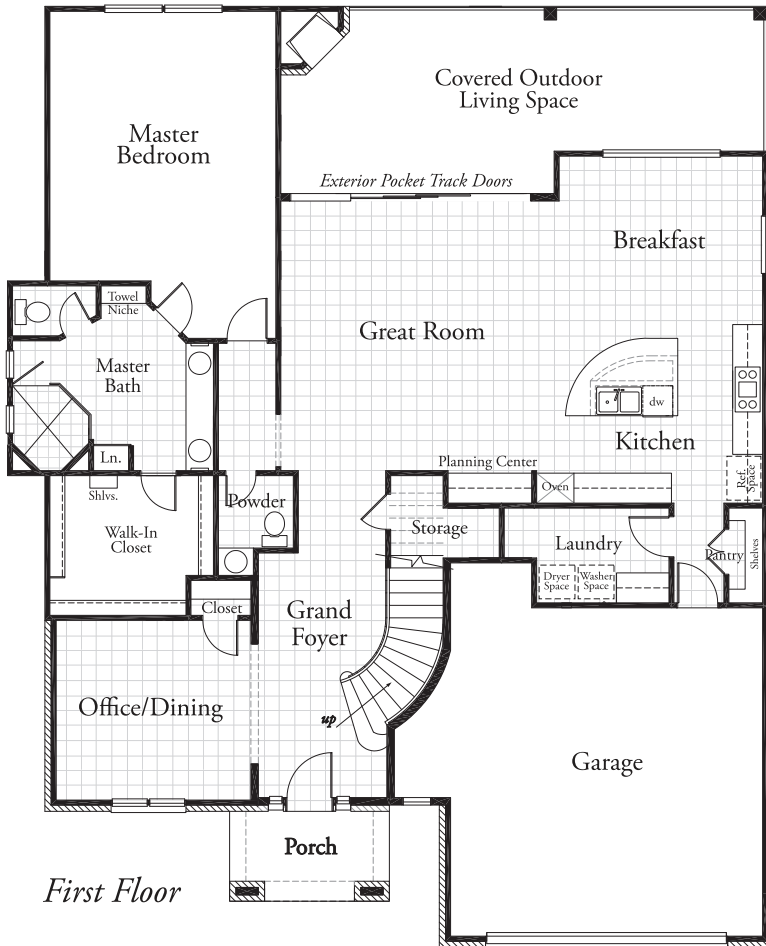 Covered Outdoor
Living Space
Master
Bedroom
Exterior Pocket Track Doors
Breakfast
Towel
Niche
Great Room
Master
Bath
dw
Kitchen
Ln.
Planning Center
Ref.
Space
Oven
Shlvs.
Powder
Storage
Walk-In
Closet
Laundry
Pantry
Shelves
Dryer
Space
Washer
Space
Closet
Grand
Foyer
Office/Dining
up
Garage
Porch
First Floor